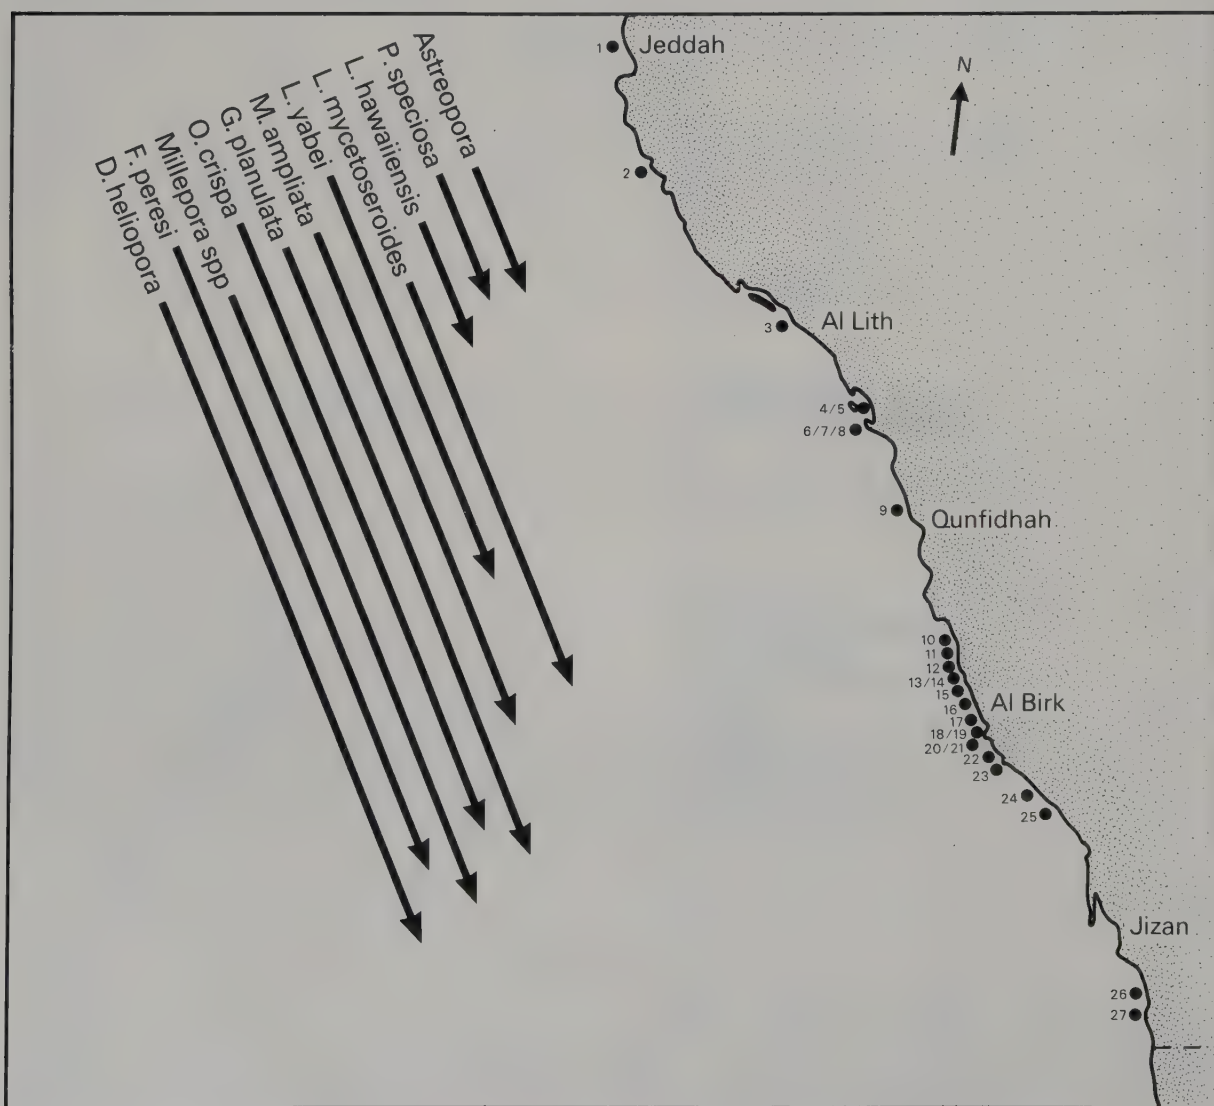 Astreopora
P. speciosa
L. hawaiiensis
L. mycetoseroides
L. yabei
M. ampliata
G. planulata
O. crispa
Millepora spp
F. peresi
D. heliopora
N
1
Jeddah
2
3
Al Lith
4/5
6/7/8
9
Qunfidhah
10
11
12
13/14
15
16
Al Birk
17
18/19
20/21
22
23
24
25
Jizan
26
27